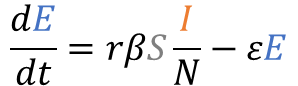 dE/dt = rβS I/N − εE